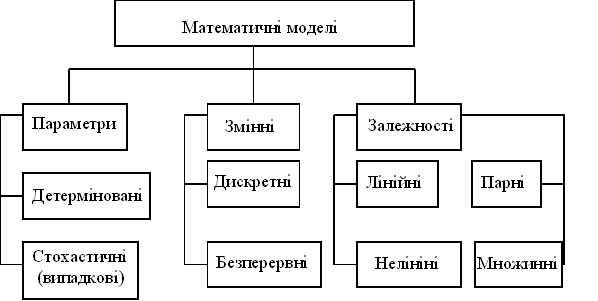 Математичні моделі
Параметри
Змінні
Залежності
Детерміновані
Дискретні
Лінійні
Парні
Стохастичні
(випадкові)
Безперервні
Нелініні
Множинні